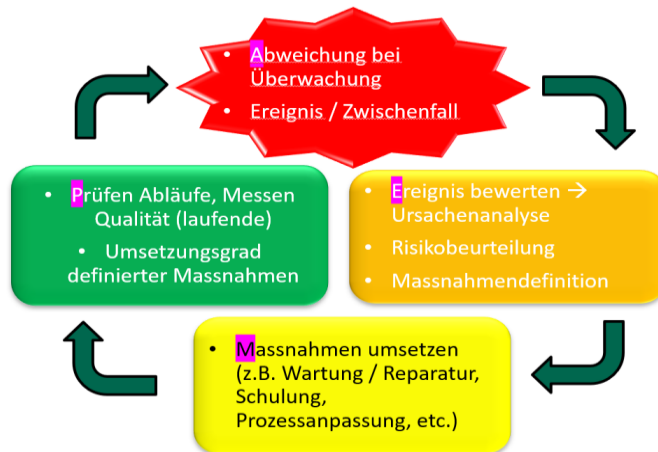 • Abweichung bei
Überwachung
• Ereignis / Zwischenfall
• Prüfen Abläufe, Messen
Qualität (laufende)
• Umsetzungsgrad
definierter Massnahmen
• Ereignis bewerten →
Ursachenanalyse
• Risikobeurteilung
• Massnahmendefinition
• Massnahmen umsetzen
(z.B. Wartung / Reparatur,
Schulung,
Prozessanpassung, etc.)